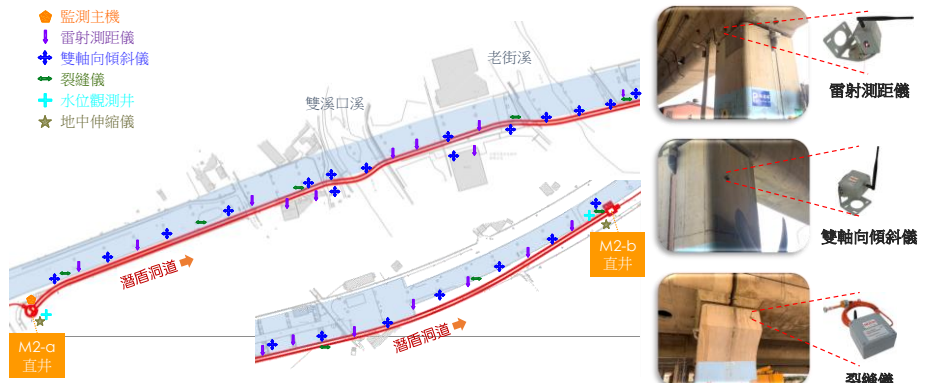 監測主機
雷射測距儀
雙軸向傾斜儀
裂縫儀
水位觀測井
地中伸縮儀
老街溪
雙溪口溪
潛盾洞道
M2-a
直井
潛盾洞道
M2-b
直井
雷射測距儀
雙軸向傾斜儀
裂縫儀